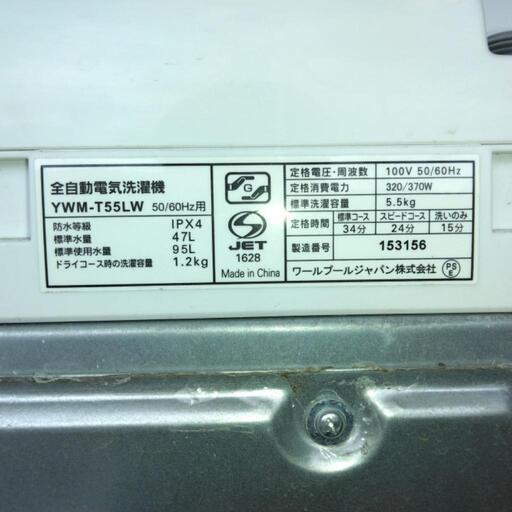 全自動電気洗濯機
YWM-T55LW 50/60Hz用
防水等級 IPX4
標準水量 47L
標準使用水量 95L
ドライコース時の洗濯容量 1.2kg
G
S
JET
1628
Made in China
定格電圧・周波数 100V 50/60Hz
定格消費電力 320/370W
標準洗濯容量 5.5kg
定格時間 標準コース スピードコース 洗いのみ
34分 24分 15分
製造番号 153156
ワールプールジャパン株式会社 PS E